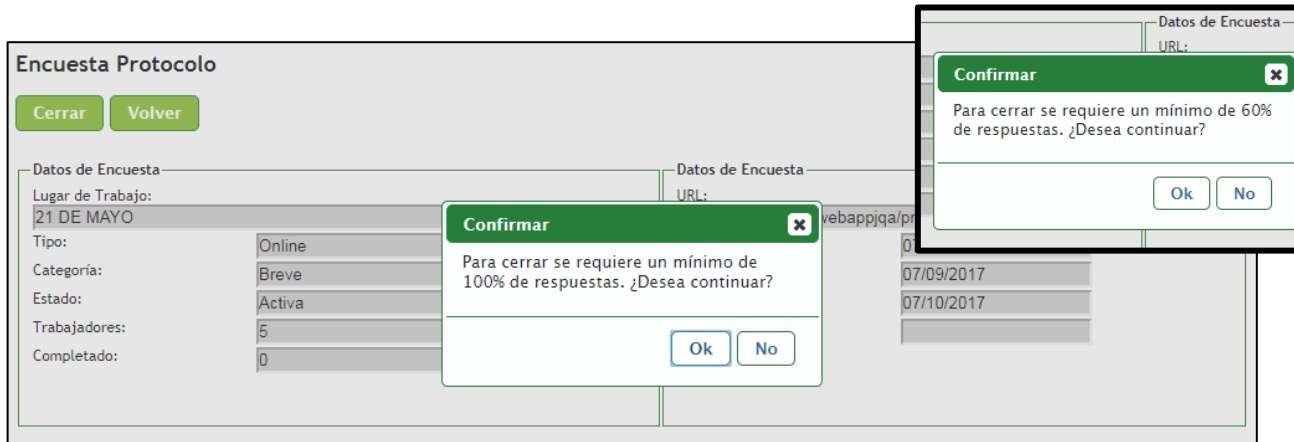 Encuesta Protocolo
Cerrar
Volver
Datos de Encuesta
Lugar de Trabajo:
21 DE MAYO
Tipo:
Online
Categoría:
Breve
Estado:
Activa
Trabajadores:
5
Completado:
0
Datos de Encuesta
URL:
07/09/2017
07/10/2017
Confirmar
Para cerrar se requiere un mínimo de
100% de respuestas. ¿Desea continuar?
Ok
No
Datos de Encuesta
URL:
Confirmar
Para cerrar se requiere un mínimo de 60%
de respuestas. ¿Desea continuar?
Ok
No